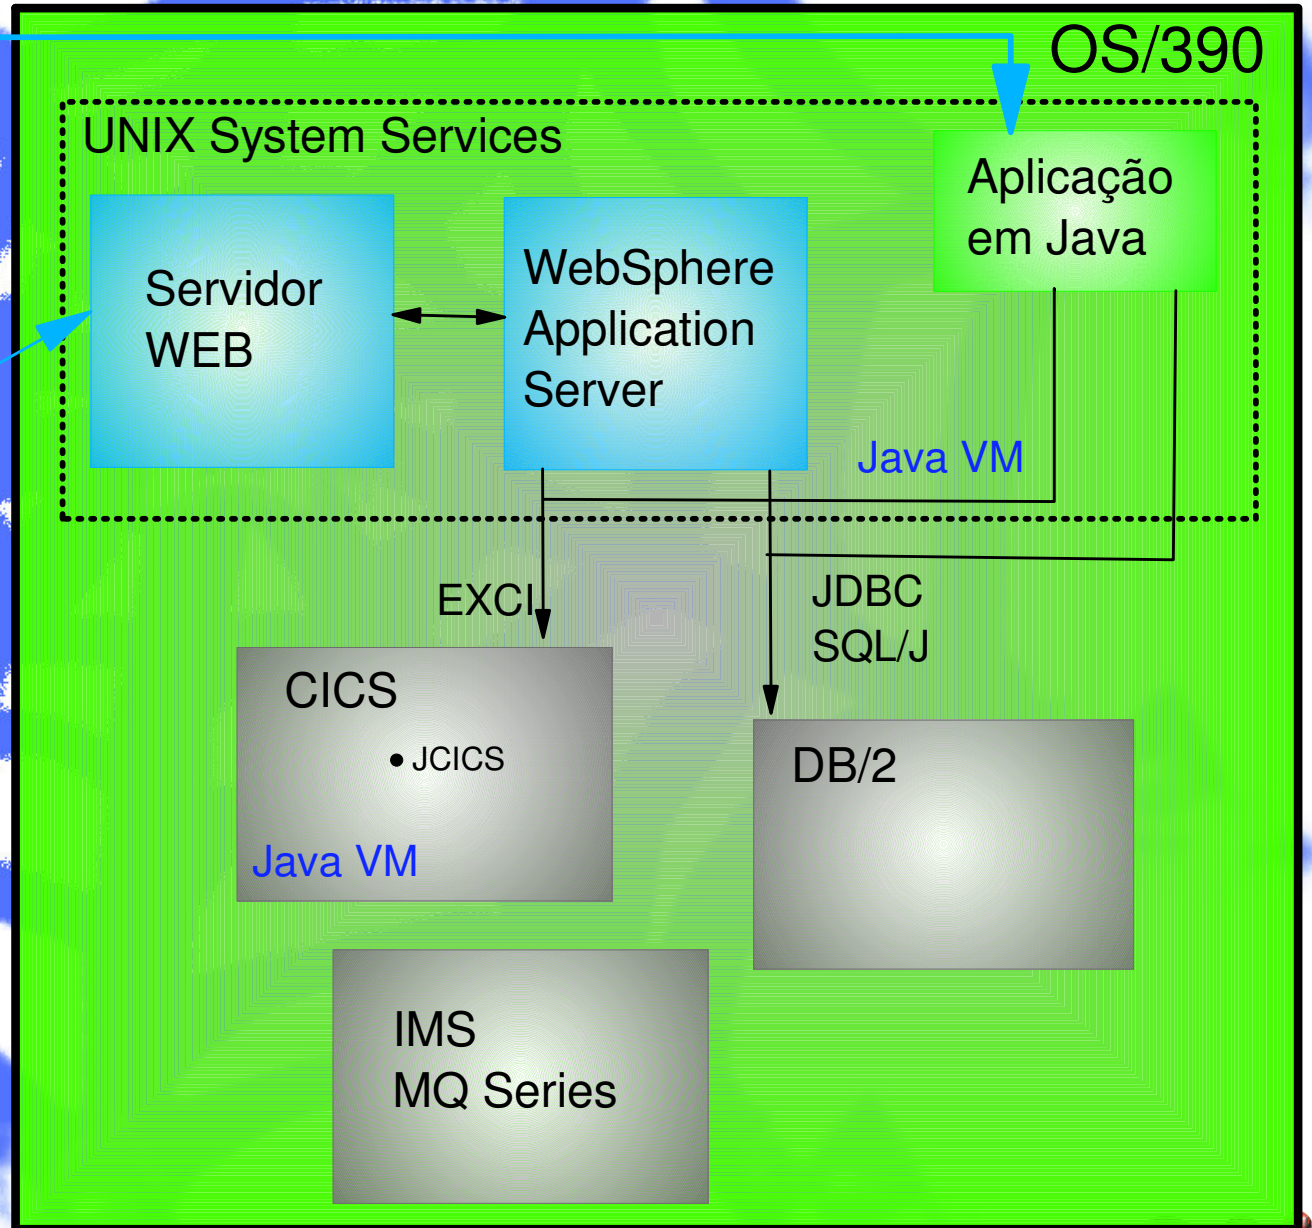 OS/390
UNIX System Services
Aplicação
em Java
Servidor
WEB
WebSphere
Application
Server
Java VM
EXCI
JDBC
SQL/J
CICS
• JCICS
Java VM
DB/2
IMS
MQ Series